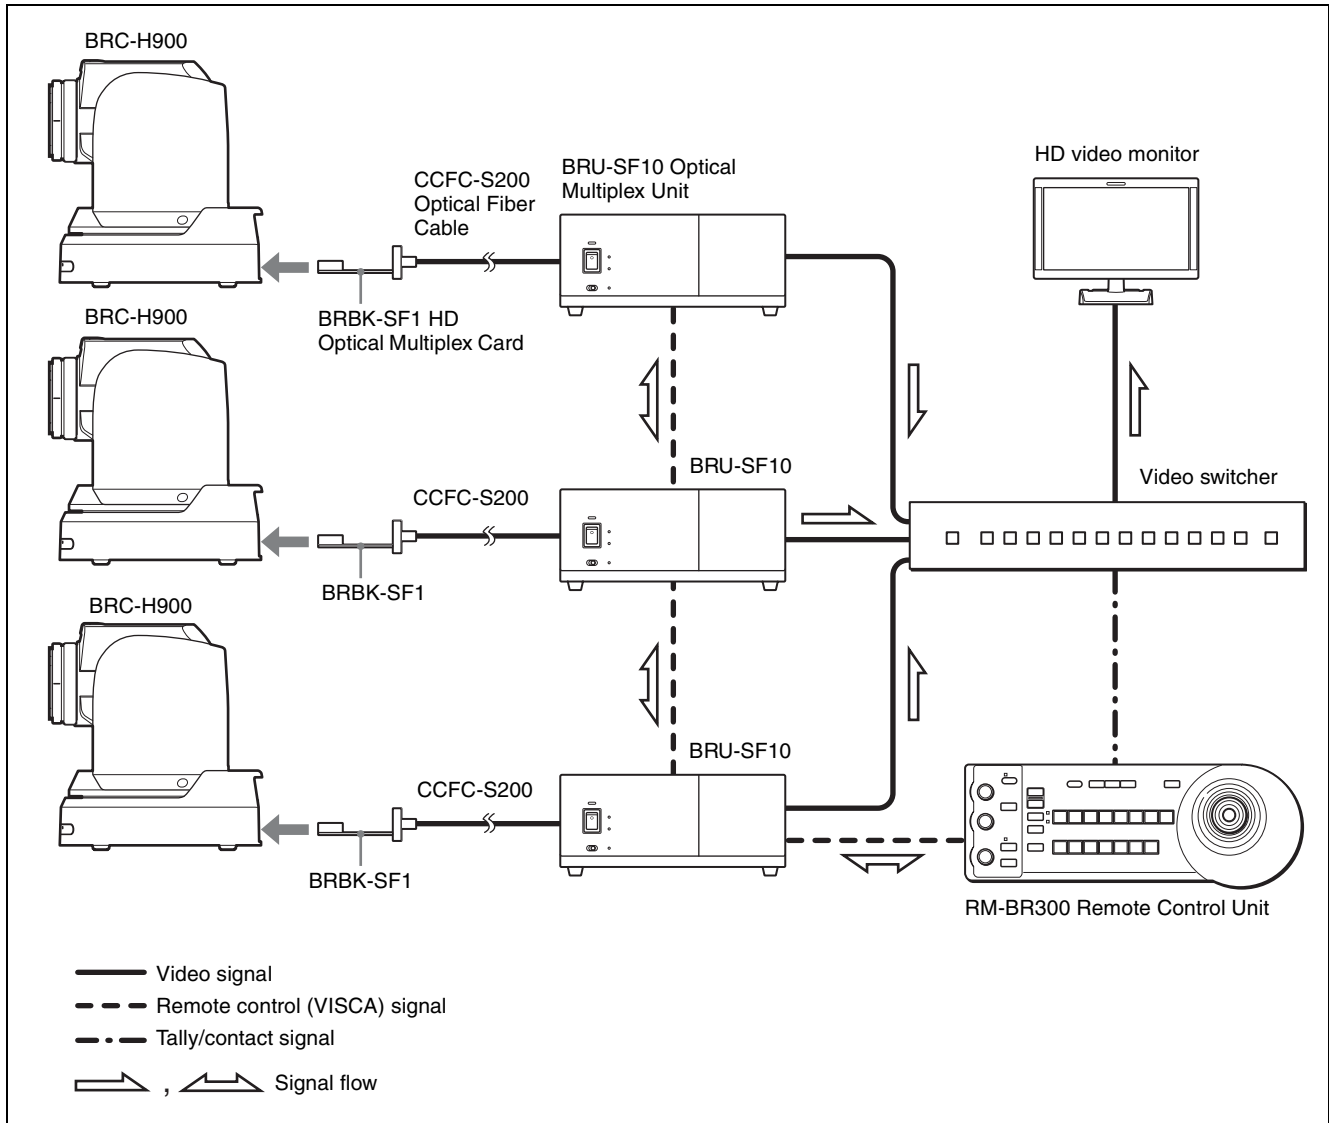 BRC-H900
CCFC-S200
Optical Fiber
Cable
BRU-SF10 Optical
Multiplex Unit
HD video monitor
BRBK-SF1 HD
Optical Multiplex Card
BRC-H900
CCFC-S200
BRU-SF10
Video switcher
BRBK-SF1
BRC-H900
CCFC-S200
BRU-SF10
BRBK-SF1
RM-BR300 Remote Control Unit
Video signal
Remote control (VISCA) signal
Tally/contact signal
, Signal flow